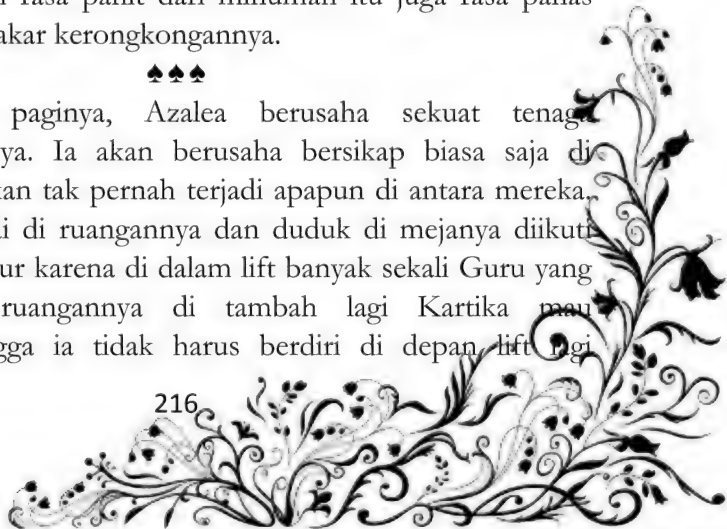 rasa pahit dari minuman itu juga rasa panas
akar kerongkongannya.
♠♠♠
paginya, Azalea berusaha sekuat tenaga
ya. Ia akan berusaha bersikap biasa saja di
kan tak pernah terjadi apapun di antara mereka.
ai di ruangannya dan duduk di mejanya diikuti
ur karena di dalam lift banyak sekali Guru yang
ruangannya di tambah lagi Kartika mau
gga ia tidak harus berdiri di depan lift lagi
216